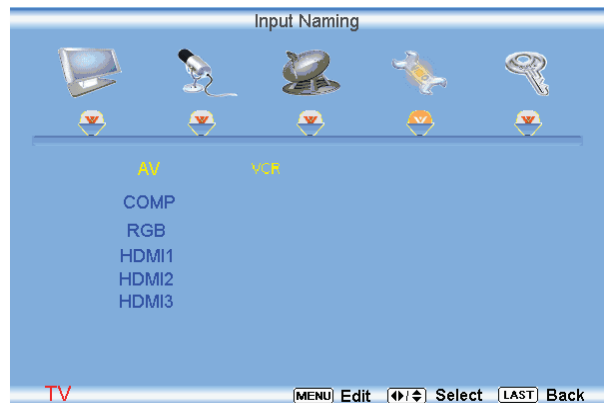 Input Naming
AV VCR
COMP
RGB
HDMI1
HDMI2
HDMI3
TV MENU Edit Select LAST Back